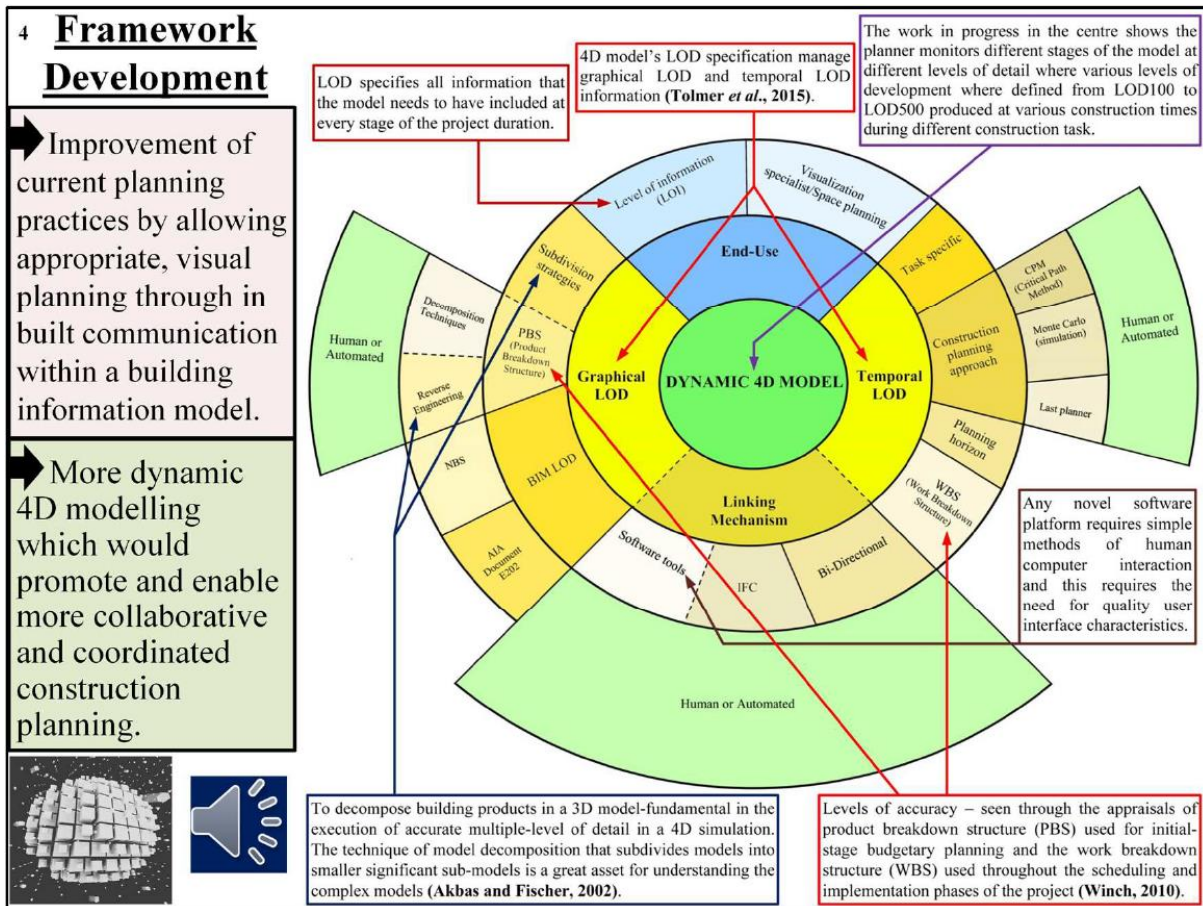 4
Framework
Development
Improvement of
current planning
practices by allowing
appropriate, visual
planning through in
built communication
within a building
information model.
More dynamic
4D modelling
which would
promote and enable
more collaborative
and coordinated
construction
planning.
LOD specifies all information that
the model needs to have included at
every stage of the project duration.
4D model's LOD specification manage
graphical LOD and temporal LOD
information (Tolmer et al., 2015).
The work in progress in the centre shows the
planner monitors different stages of the model at
different levels of detail where various levels of
development where defined from LOD100 to
LOD500 produced at various construction times
during different construction task.
Level of information
(LOI)
Visualization
specialist/Space planning
End-Use
Subdivision
strategies
Task specific
Human or
Automated
Decomposition
Techniques
Reverse
Engineering
PBS
(Product
Breakdown
Structure)
Graphical
LOD
DYNAMIC 4D MODEL
Temporal
LOD
Construction
planning
approach
CPM
(Critical Path
Method)
Monte Carlo
(simulation)
Last planner
Human or
Automated
NBS
BIM LOD
AIA
Document
E202
Planning
horizon
WBS
(Work Breakdown
Structure)
Linking
Mechanism
Software tools
IFC
Bi-Directional
Human or Automated
Any novel software
platform requires simple
methods of human
computer interaction
and this requires the
need for quality user
interface characteristics.
To decompose building products in a 3D model-fundamental in the
execution of accurate multiple-level of detail in a 4D simulation.
The technique of model decomposition that subdivides models into
smaller significant sub-models is a great asset for understanding the
complex models (Akbas and Fischer, 2002).
Levels of accuracy – seen through the appraisals of
product breakdown structure (PBS) used for initial-
stage budgetary planning and the work breakdown
structure (WBS) used throughout the scheduling and
implementation phases of the project (Winch, 2010).